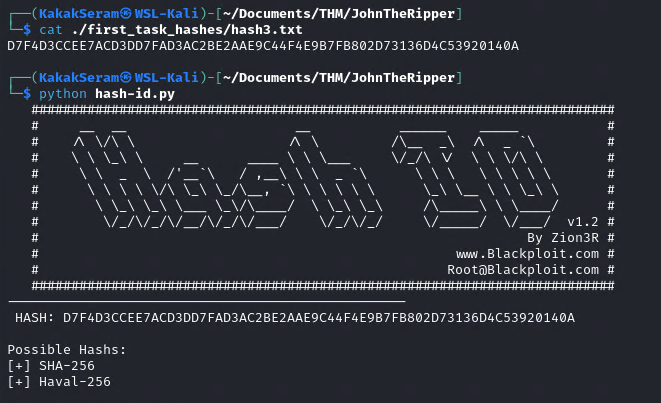 ┌──(KakakSeram㉿WSL-Kali)-[~/Documents/THM/JohnTheRipper]
└─$ cat ./first_task_hashes/hash3.txt
D7F4D3CCEE7ACD3DD7FAD3AC2BE2AAE9C44F4E9B7FB802D73136D4C53920140A
┌──(KakakSeram㉿WSL-Kali)-[~/Documents/THM/JohnTheRipper]
└─$ python hash-id.py
Hash ID
v1.2
By Zion3R
www.Blackploit.com
Root@Blackploit.com
HASH: D7F4D3CCEE7ACD3DD7FAD3AC2BE2AAE9C44F4E9B7FB802D73136D4C53920140A
Possible Hashs:
[+] SHA-256
[+] Haval-256